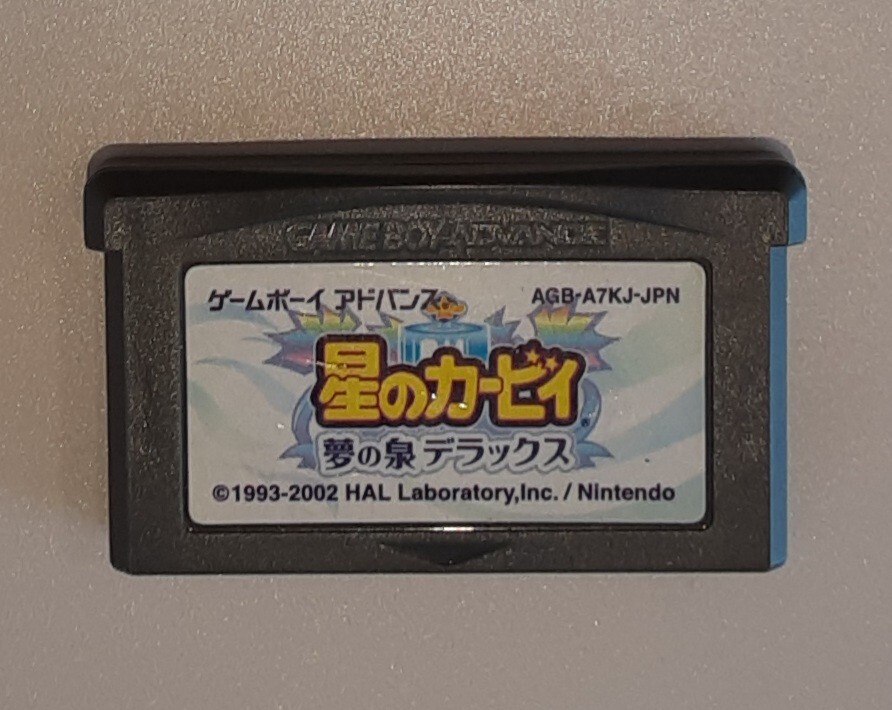 GAME BOY ADVANCE
ゲームボーイ アドバンス AGB-A7KJ-JPN
星のカービィ®
夢の泉 デラックス
©1993-2002 HAL Laboratory,Inc. / Nintendo